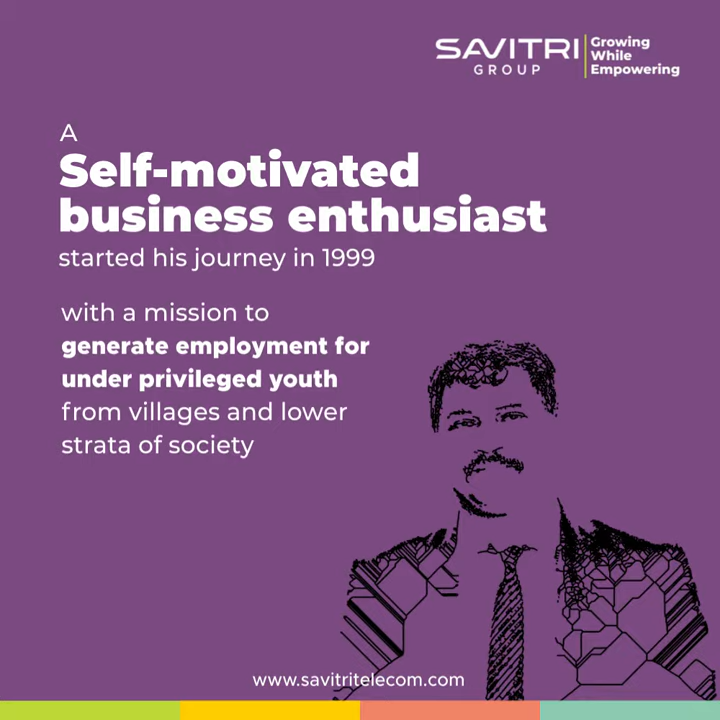 SAVITRI
GROUP
Growing
While
Empowering
A
Self-motivated
business enthusiast
started his journey in 1999
with a mission to
generate employment for
under privileged youth
from villages and lower
strata of society
www.savitritelecom.com